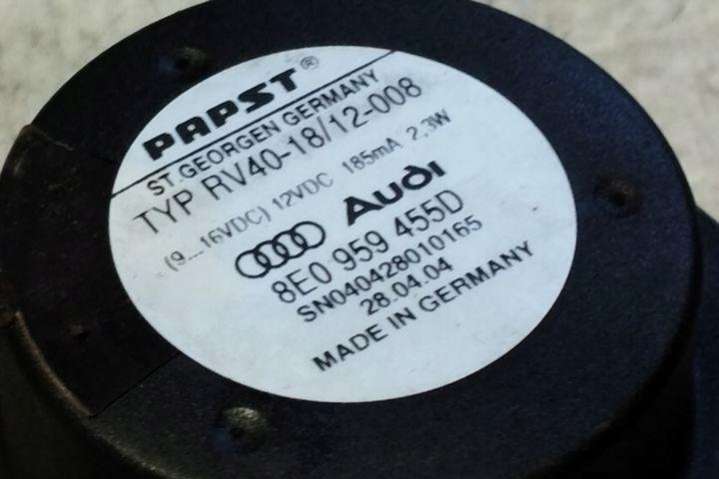 PAPST®
ST.GEORGEN GERMANY
TYP RV40-18/12-008
(9...16VDC) 12VDC 185mA 2,3W
Audi
8E0 959 455D
SN040428010165
28.04.04
MADE IN GERMANY